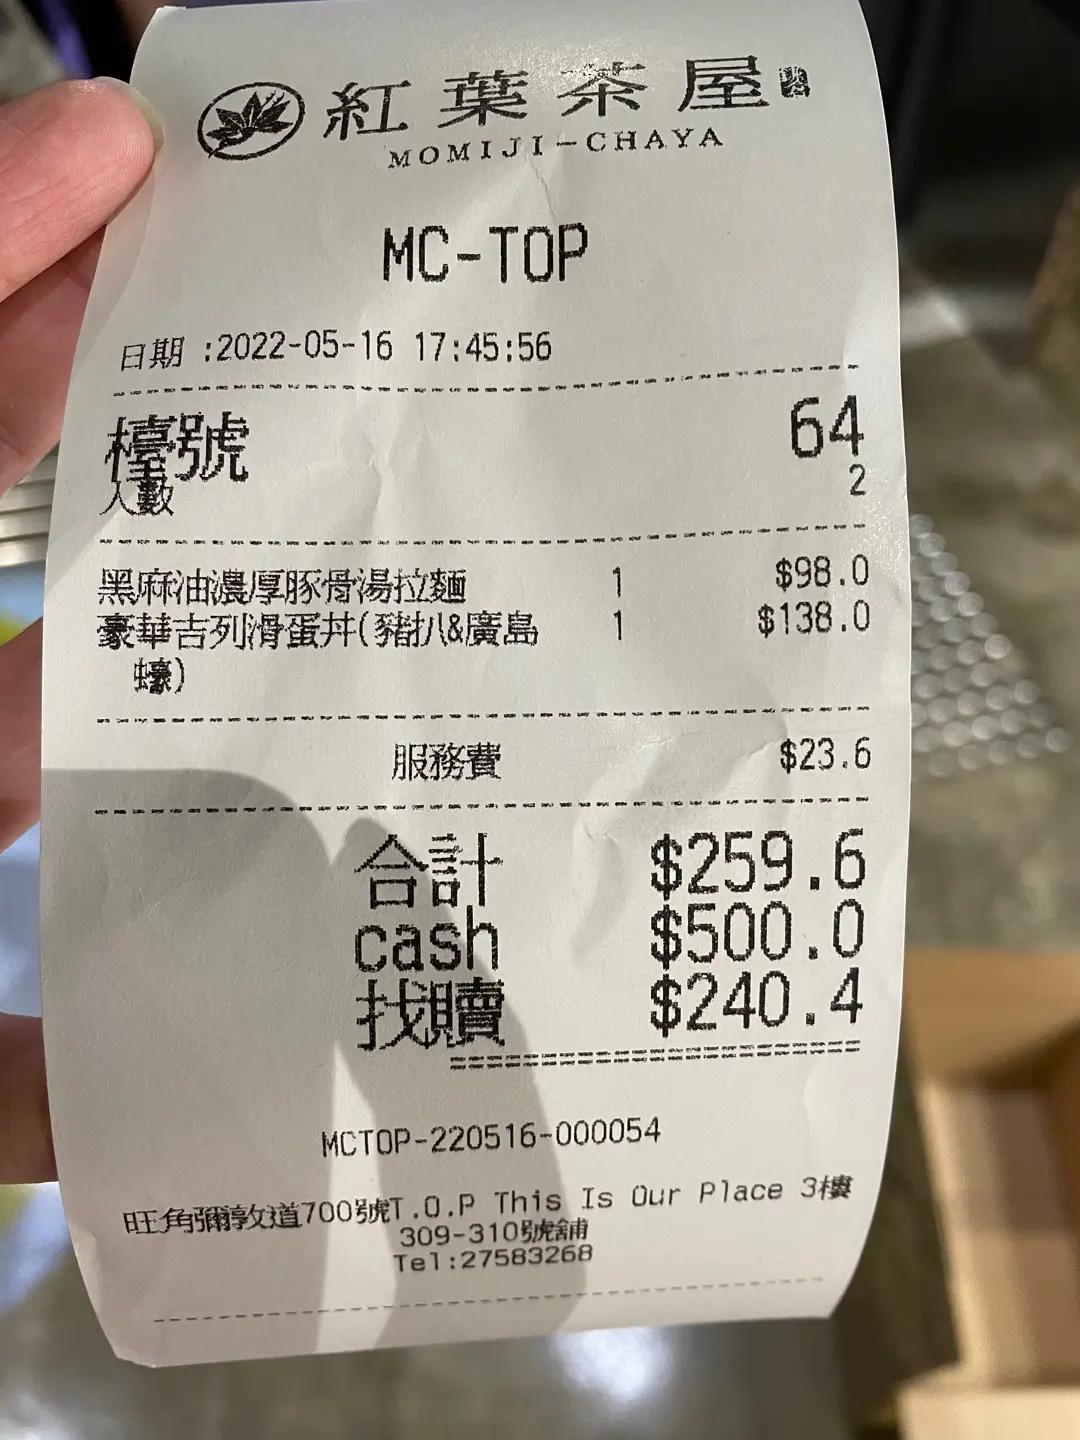 紅葉茶屋
MOMIJI-CHAYA
MC-TOP
日期 :2022-05-16 17:45:56
檯號 64
人數 2
黑麻油濃厚豚骨湯拉麵 1 $98.0
豪華吉列滑蛋丼(豬扒&廣島 1 $138.0
蠔)
服務費 $23.6
合計 $259.6
cash $500.0
找贖 $240.4
MCTOP-220516-000054
旺角彌敦道700號T.O.P This Is Our Place 3樓
309-310號舖
Tel:27583268